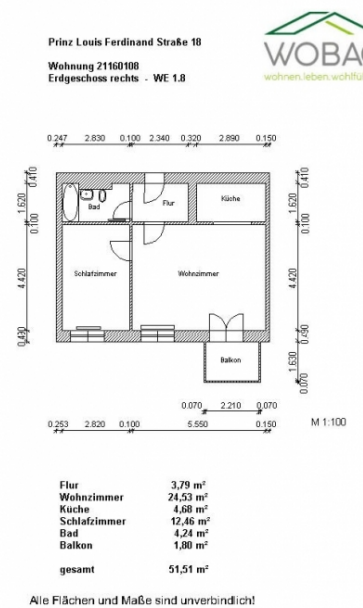 Prinz Louis Ferdinand Straße 18
Wohnung 21160108
Erdgeschoss rechts - WE 1.8
WOBAG
wohnen.leben.wohlfü
0.247 2.830 0.100 2.340 0.320 2.890 0.150
0.410 1.620 0.100 4.420 0.490
0.410 1.620 0.100 4.420 0.490 1.630 0.070
Bad
Flur
Küche
Schlafzimmer
Wohnzimmer
Balkon
0.070 2.210 0.070
0.253 2.820 0.100 5.550 0.150
M 1:100
Flur 3,79 m²
Wohnzimmer 24,53 m²
Küche 4,68 m²
Schlafzimmer 12,46 m²
Bad 4,24 m²
Balkon 1,80 m²
gesamt 51,51 m²
Alle Flächen und Maße sind unverbindlich!